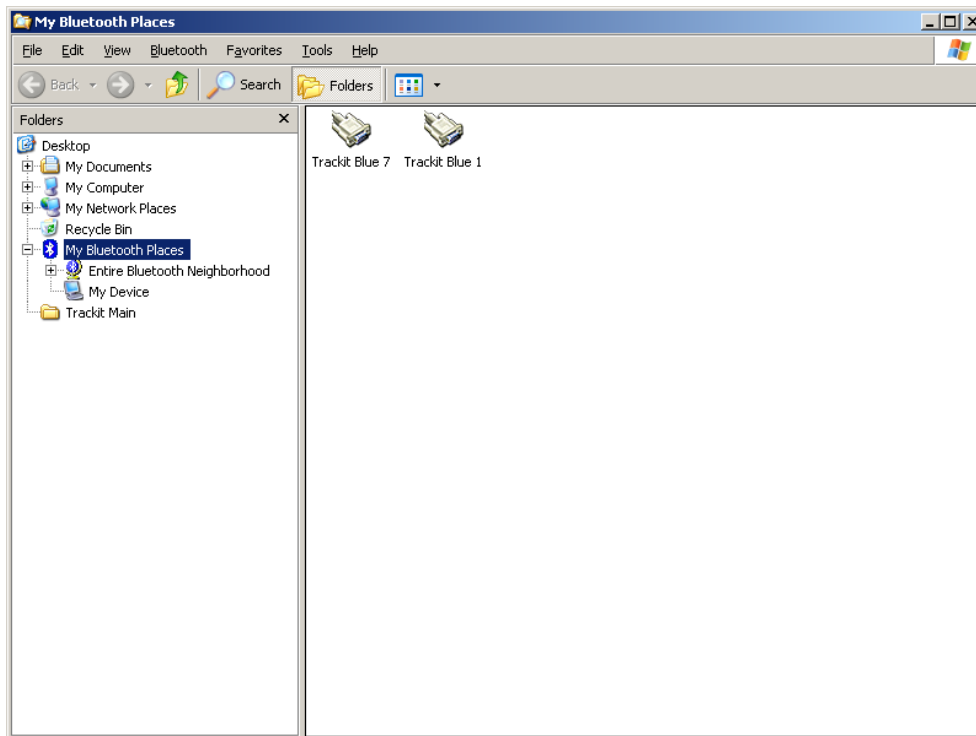 My Bluetooth Places
File Edit View Bluetooth Favorites Tools Help
Back Search Folders
Folders
Desktop
My Documents
My Computer
My Network Places
Recycle Bin
My Bluetooth Places
Entire Bluetooth Neighborhood
My Device
Trackit Main
Trackit Blue 7 Trackit Blue 1